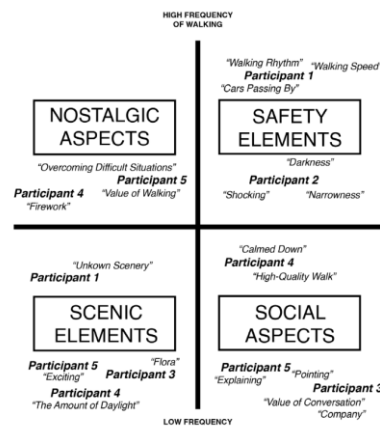 HIGH FREQUENCY
OF WALKING
"Walking Rhythm"
"Walking Speed"
Participant 1
"Cars Passing By"
NOSTALGIC
ASPECTS
SAFETY
ELEMENTS
"Overcoming Difficult Situations"
Participant 5
Participant 4
"Value of Walking"
"Firework"
"Darkness"
Participant 2
"Shocking"
"Narrowness"
"Unkown Scenery"
Participant 1
"Calmed Down"
Participant 4
"High-Quality Walk"
SCENIC
ELEMENTS
SOCIAL
ASPECTS
"Flora"
Participant 5
Participant 3
"Exciting"
Participant 4
"The Amount of Daylight"
Participant 5
"Pointing"
"Explaining"
Participant 3
"Value of Conversation"
"Company"
LOW FREQUENCY